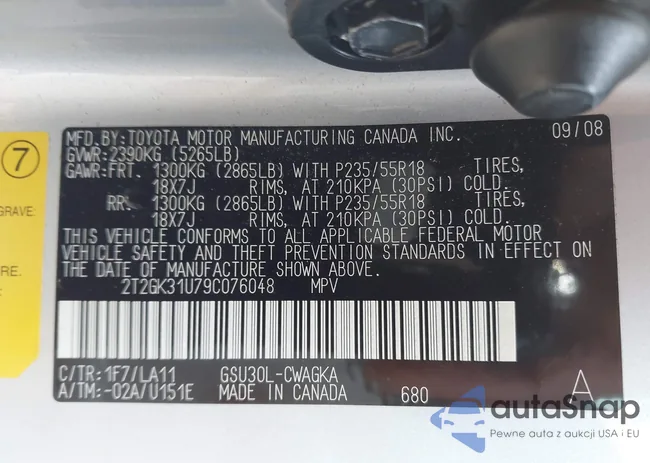 MFD.BY:TOYOTA MOTOR MANUFACTURING CANADA INC. 09/08
GVWR:2390KG (5265LB)
GAWR:FRT. 1300KG (2865LB) WITH P235/55R18 TIRES,
18X7J RIMS, AT 210KPA (30PSI) COLD.
RR. 1300KG (2865LB) WITH P235/55R18 TIRES,
18X7J RIMS, AT 210KPA (30PSI) COLD.
THIS VEHICLE CONFORMS TO ALL APPLICABLE FEDERAL MOTOR
VEHICLE SAFETY AND THEFT PREVENTION STANDARDS IN EFFECT ON
THE DATE OF MANUFACTURE SHOWN ABOVE.
2T2GK31U79C076048 MPV
C/TR:1F7/LA11 GSU30L-CWAGKA
A/TM:-02A/U151E MADE IN CANADA 680 A
7
GRAVE.
RE.
autaSnap
Pewne auta z aukcji USA i EU